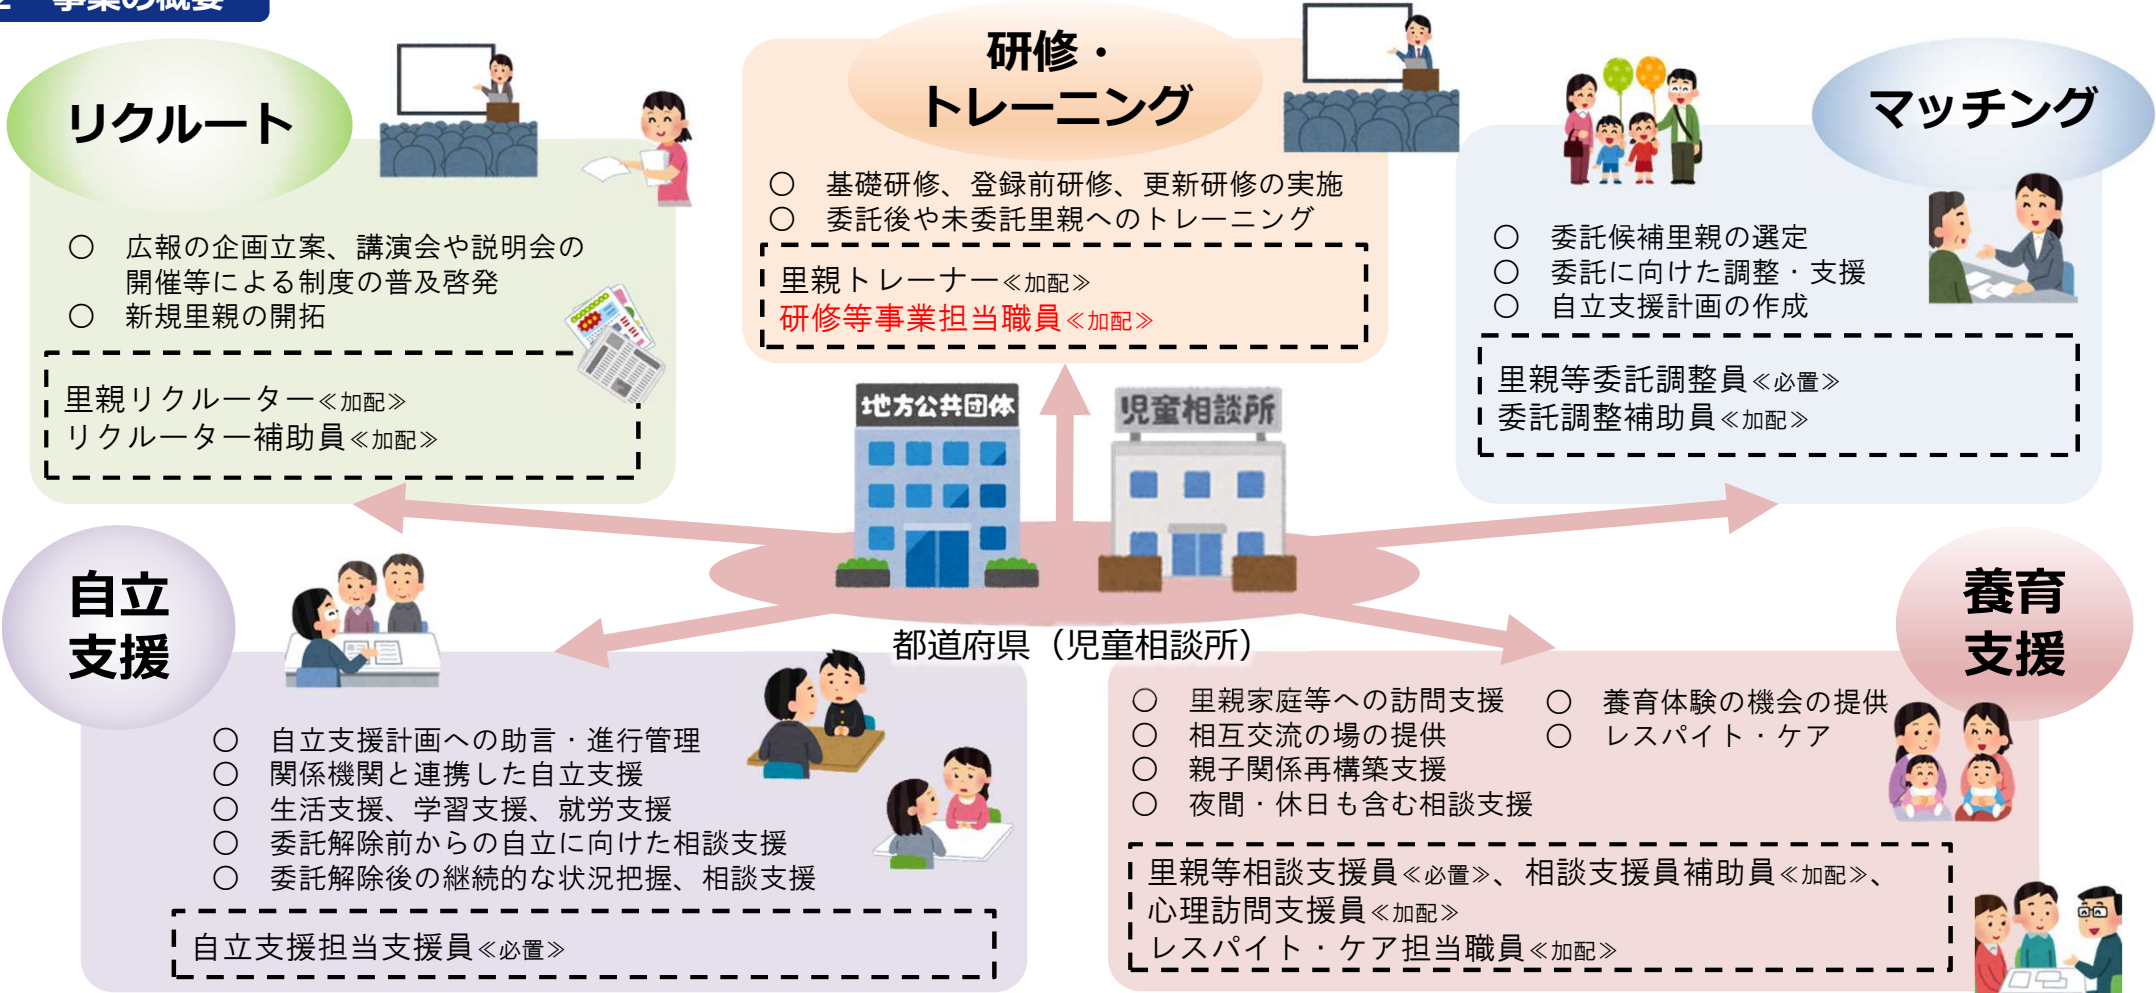 2 事業の概要
リクルート
○ 広報の企画立案、講演会や説明会の
開催等による制度の普及啓発
○ 新規里親の開拓
里親リクルーター≪加配≫
リクルーター補助員≪加配≫
研修・
トレーニング
○ 基礎研修、登録前研修、更新研修の実施
○ 委託後や未委託里親へのトレーニング
里親トレーナー≪加配≫
研修等事業担当職員≪加配≫
マッチング
○ 委託候補里親の選定
○ 委託に向けた調整・支援
○ 自立支援計画の作成
里親等委託調整員≪必置≫
委託調整補助員≪加配≫
地方公共団体
児童相談所
都道府県（児童相談所）
自立
支援
○ 自立支援計画への助言・進行管理
○ 関係機関と連携した自立支援
○ 生活支援、学習支援、就労支援
○ 委託解除前からの自立に向けた相談支援
○ 委託解除後の継続的な状況把握、相談支援
自立支援担当支援員≪必置≫
養育
支援
○ 里親家庭等への訪問支援
○ 相互交流の場の提供
○ 親子関係再構築支援
○ 夜間・休日も含む相談支援
○ 養育体験の機会の提供
○ レスパイト・ケア
里親等相談支援員≪必置≫、相談支援員補助員≪加配≫、
心理訪問支援員≪加配≫
レスパイト・ケア担当職員≪加配≫